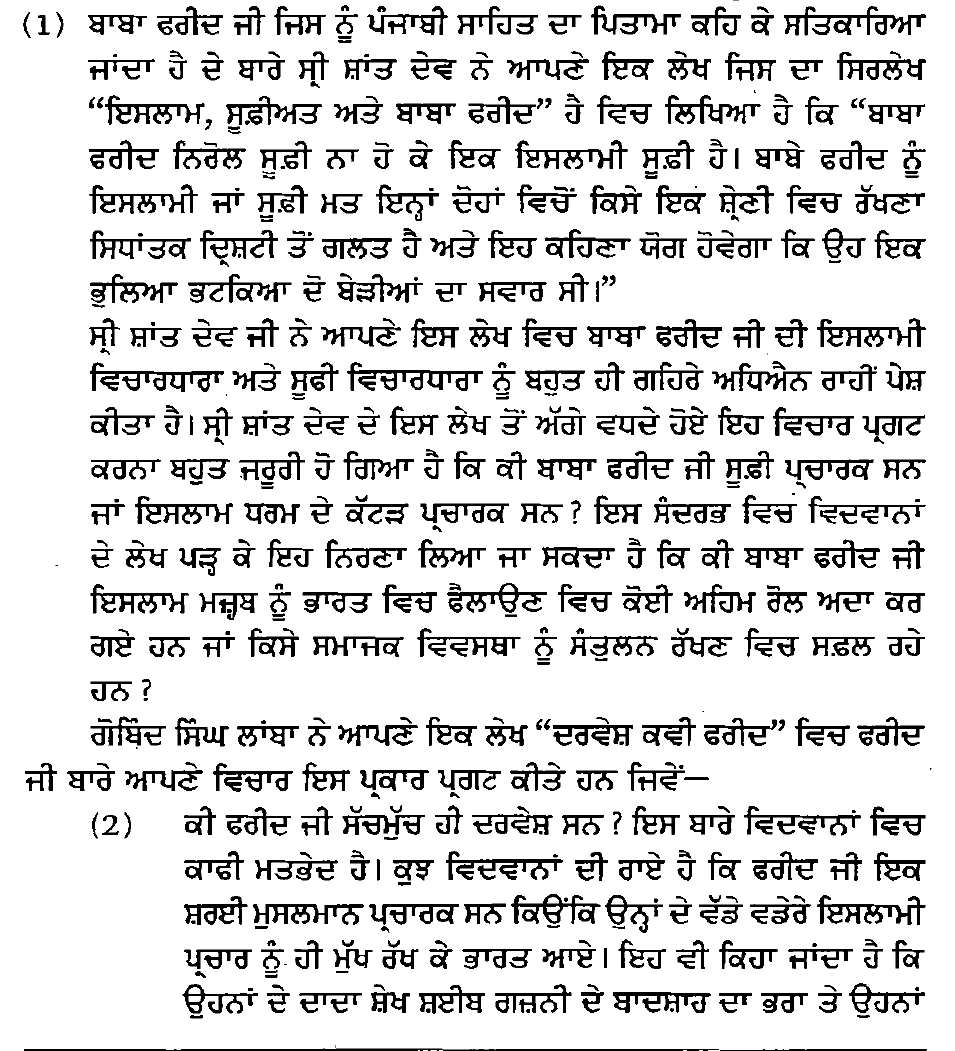 (1) ਬਾਬਾ ਫਰੀਦ ਜੀ ਜਿਸ ਨੂੰ ਪੰਜਾਬੀ ਸਾਹਿਤ ਦਾ ਪਿਤਾਮਾ ਕਹਿ ਕੇ ਸਤਿਕਾਰਿਆ
ਜਾਂਦਾ ਹੈ ਦੇ ਬਾਰੇ ਸ੍ਰੀ ਸ਼ਾਂਤ ਦੇਵ ਨੇ ਆਪਣੇ ਇਕ ਲੇਖ ਜਿਸ ਦਾ ਸਿਰਲੇਖ
“ਇਸਲਾਮ, ਸੂਫ਼ੀਅਤ ਅਤੇ ਬਾਬਾ ਫਰੀਦ” ਹੈ ਵਿਚ ਲਿਖਿਆ ਹੈ ਕਿ “ਬਾਬਾ
ਫਰੀਦ ਨਿਰੋਲ ਸੂਫ਼ੀ ਨਾ ਹੋ ਕੇ ਇਕ ਇਸਲਾਮੀ ਸੂਫ਼ੀ ਹੈ। ਬਾਬੇ ਫਰੀਦ ਨੂੰ
ਇਸਲਾਮੀ ਜਾਂ ਸੂਫ਼ੀ ਮਤ ਇਨ੍ਹਾਂ ਦੋਹਾਂ ਵਿਚੋਂ ਕਿਸੇ ਇਕ ਸ਼੍ਰੇਣੀ ਵਿਚ ਰੱਖਣਾ
ਸਿਧਾਂਤਕ ਦ੍ਰਿਸ਼ਟੀ ਤੋਂ ਗਲਤ ਹੈ ਅਤੇ ਇਹ ਕਹਿਣਾ ਯੋਗ ਹੋਵੇਗਾ ਕਿ ਉਹ ਇਕ
ਭੁਲਿਆ ਭਟਕਿਆ ਦੋ ਬੇੜੀਆਂ ਦਾ ਸਵਾਰ ਸੀ।”
ਸ੍ਰੀ ਸ਼ਾਂਤ ਦੇਵ ਜੀ ਨੇ ਆਪਣੇ ਇਸ ਲੇਖ ਵਿਚ ਬਾਬਾ ਫਰੀਦ ਜੀ ਦੀ ਇਸਲਾਮੀ
ਵਿਚਾਰਧਾਰਾ ਅਤੇ ਸੂਫੀ ਵਿਚਾਰਧਾਰਾ ਨੂੰ ਬਹੁਤ ਹੀ ਗਹਿਰੇ ਅਧਿਐਨ ਰਾਹੀਂ ਪੇਸ਼
ਕੀਤਾ ਹੈ। ਸ੍ਰੀ ਸ਼ਾਂਤ ਦੇਵ ਦੇ ਇਸ ਲੇਖ ਤੋਂ ਅੱਗੇ ਵਧਦੇ ਹੋਏ ਇਹ ਵਿਚਾਰ ਪ੍ਰਗਟ
ਕਰਨਾ ਬਹੁਤ ਜਰੂਰੀ ਹੋ ਗਿਆ ਹੈ ਕਿ ਕੀ ਬਾਬਾ ਫਰੀਦ ਜੀ ਸੂਫ਼ੀ ਪ੍ਰਚਾਰਕ ਸਨ
ਜਾਂ ਇਸਲਾਮ ਧਰਮ ਦੇ ਕੱਟੜ ਪ੍ਰਚਾਰਕ ਸਨ ? ਇਸ ਸੰਦਰਭ ਵਿਚ ਵਿਦਵਾਨਾਂ
ਦੇ ਲੇਖ ਪੜ੍ਹ ਕੇ ਇਹ ਨਿਰਣਾ ਲਿਆ ਜਾ ਸਕਦਾ ਹੈ ਕਿ ਕੀ ਬਾਬਾ ਫਰੀਦ ਜੀ
ਇਸਲਾਮ ਮਜ਼੍ਹਬ ਨੂੰ ਭਾਰਤ ਵਿਚ ਫੈਲਾਉਣ ਵਿਚ ਕੋਈ ਅਹਿਮ ਰੋਲ ਅਦਾ ਕਰ
ਗਏ ਹਨ ਜਾਂ ਕਿਸੇ ਸਮਾਜਕ ਵਿਵਸਥਾ ਨੂੰ ਸੰਤੁਲਨ ਰੱਖਣ ਵਿਚ ਸਫ਼ਲ ਰਹੇ
ਹਨ ?
ਗੋਬਿੰਦ ਸਿੰਘ ਲਾਂਬਾ ਨੇ ਆਪਣੇ ਇਕ ਲੇਖ “ਦਰਵੇਸ਼ ਕਵੀ ਫਰੀਦ” ਵਿਚ ਫਰੀਦ
ਜੀ ਬਾਰੇ ਆਪਣੇ ਵਿਚਾਰ ਇਸ ਪ੍ਰਕਾਰ ਪ੍ਰਗਟ ਕੀਤੇ ਹਨ ਜਿਵੇਂ—
(2) ਕੀ ਫਰੀਦ ਜੀ ਸੱਚਮੁੱਚ ਹੀ ਦਰਵੇਸ਼ ਸਨ ? ਇਸ ਬਾਰੇ ਵਿਦਵਾਨਾਂ ਵਿਚ
ਕਾਫੀ ਮਤਭੇਦ ਹੈ। ਕੁਝ ਵਿਦਵਾਨਾਂ ਦੀ ਰਾਏ ਹੈ ਕਿ ਫਰੀਦ ਜੀ ਇਕ
ਸ਼ਰਈ ਮੁਸਲਮਾਨ ਪ੍ਰਚਾਰਕ ਸਨ ਕਿਉਂਕਿ ਉਨ੍ਹਾਂ ਦੇ ਵੱਡੇ ਵਡੇਰੇ ਇਸਲਾਮੀ
ਪ੍ਰਚਾਰ ਨੂੰ ਹੀ ਮੁੱਖ ਰੱਖ ਕੇ ਭਾਰਤ ਆਏ। ਇਹ ਵੀ ਕਿਹਾ ਜਾਂਦਾ ਹੈ ਕਿ
ਉਹਨਾਂ ਦੇ ਦਾਦਾ ਸ਼ੇਖ ਸ਼ਈਬ ਗਜ਼ਨੀ ਦੇ ਬਾਦਸ਼ਾਹ ਦਾ ਭਰਾ ਤੇ ਉਹਨਾਂ